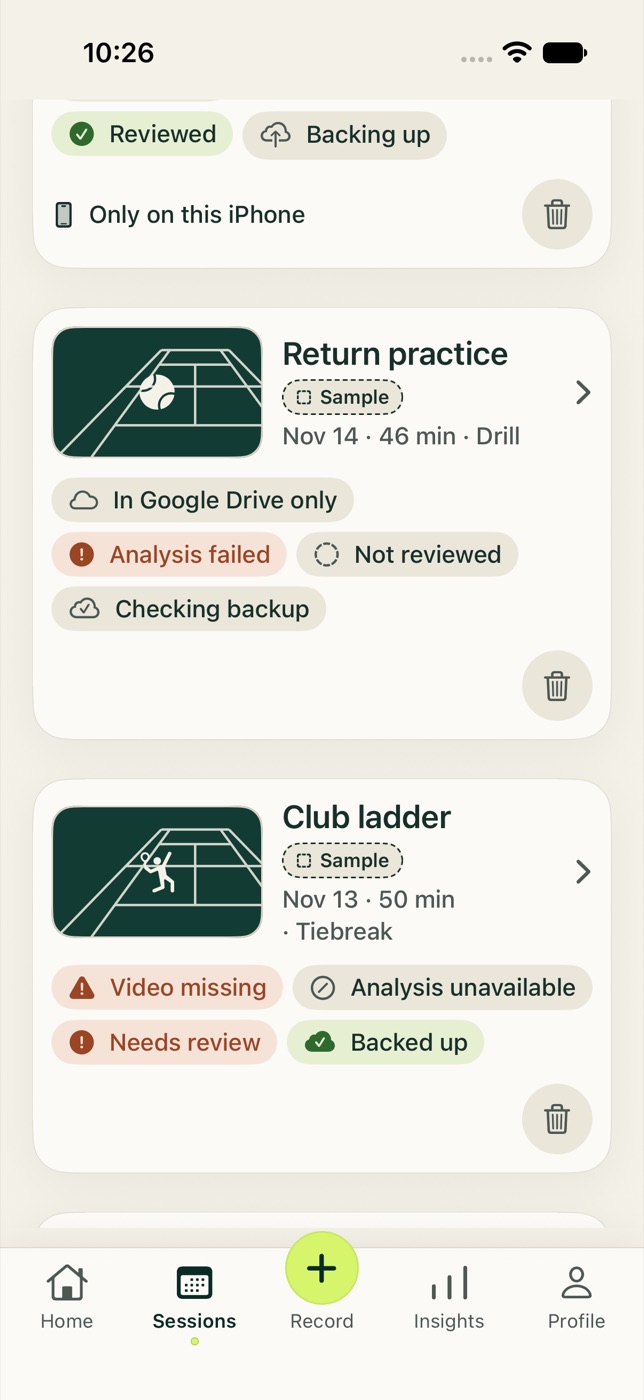 10:26
Reviewed
Backing up
Only on this iPhone
Return practice
Sample
Nov 14 · 46 min · Drill
In Google Drive only
Analysis failed
Not reviewed
Checking backup
Club ladder
Sample
Nov 13 · 50 min
· Tiebreak
Video missing
Analysis unavailable
Needs review
Backed up
Home
Sessions
Record
Insights
Profile